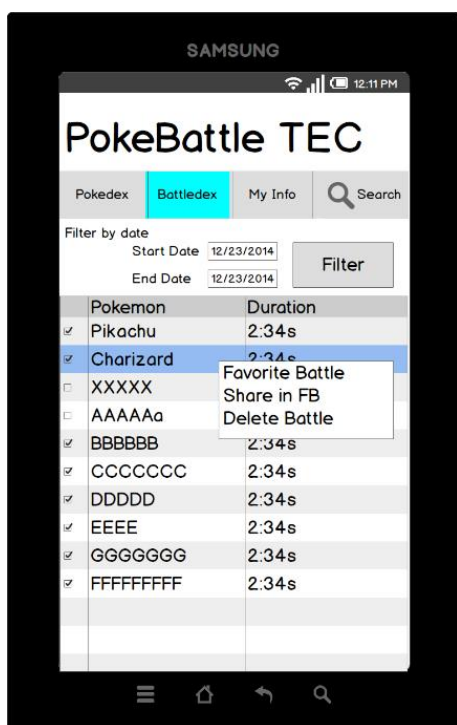 SAMSUNG
12:11 PM
PokeBattle TEC
Pokedex Battledex My Info Search
Filter by date
Start Date 12/23/2014
End Date 12/23/2014
Filter
Pokemon Duration
Pikachu 2:34s
Charizard 2:34s
Favorite Battle
Share in FB
Delete Battle
XXXXX
AAAAAa
BBBBBB 2:34s
CCCCCCC 2:34s
DDDDD 2:34s
EEEE 2:34s
GGGGGGG 2:34s
FFFFFFFFF 2:34s